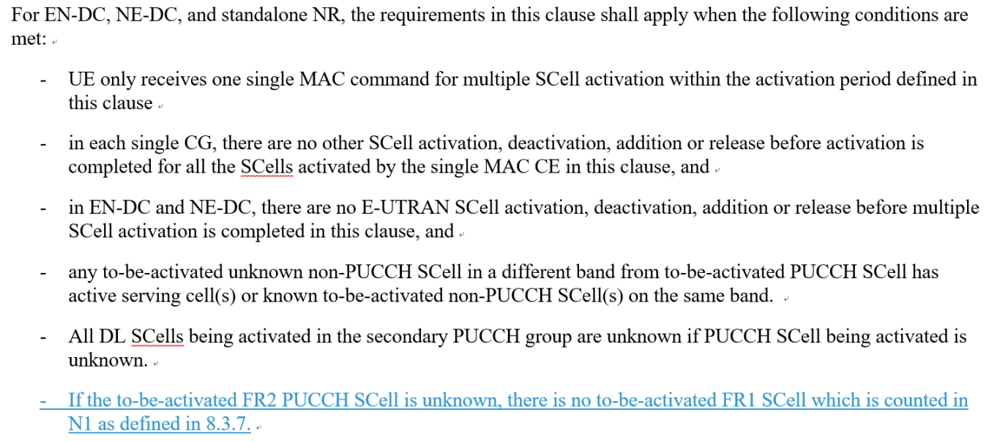 For EN-DC, NE-DC, and standalone NR, the requirements in this clause shall apply when the following conditions are
met:
- UE only receives one single MAC command for multiple SCell activation within the activation period defined in
this clause
- in each single CG, there are no other SCell activation, deactivation, addition or release before activation is
completed for all the SCells activated by the single MAC CE in this clause, and
- in EN-DC and NE-DC, there are no E-UTRAN SCell activation, deactivation, addition or release before multiple
SCell activation is completed in this clause, and
- any to-be-activated unknown non-PUCCH SCell in a different band from to-be-activated PUCCH SCell has
active serving cell(s) or known to-be-activated non-PUCCH SCell(s) on the same band.
- All DL SCells being activated in the secondary PUCCH group are unknown if PUCCH SCell being activated is
unknown.
- If the to-be-activated FR2 PUCCH SCell is unknown, there is no to-be-activated FR1 SCell which is counted in
N1 as defined in 8.3.7.